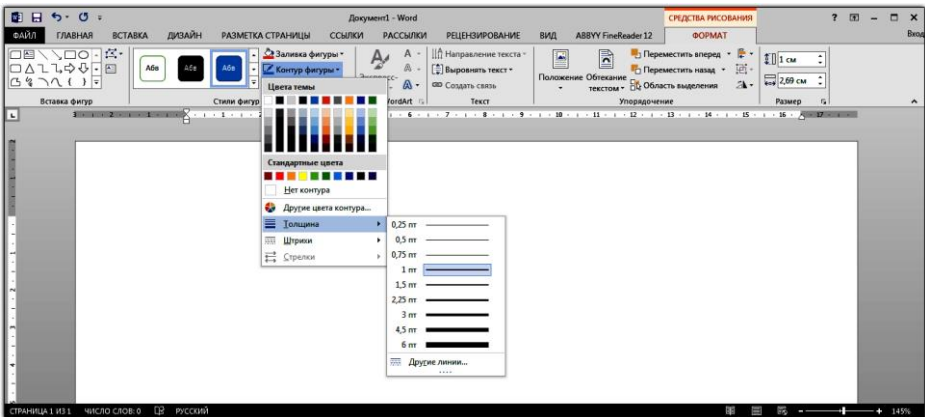 Документ1 - Word
СРЕДСТВА РИСОВАНИЯ
ФАЙЛ ГЛАВНАЯ ВСТАВКА ДИЗАЙН РАЗМЕТКА СТРАНИЦЫ ССЫЛКИ РАССЫЛКИ РЕЦЕНЗИРОВАНИЕ ВИД ABBYY FineReader 12 ФОРМАТ Вход
Абв Абв Абв
Заливка фигуры
Контур фигуры
Направление текста
Выровнять текст
Создать связь
Положение Обтекание текстом
Переместить вперед
Переместить назад
Область выделения
1 см
2,69 см
Вставка фигур Стили фигур WordArt Текст Упорядочение Размер
Цвета темы
Стандартные цвета
Нет контура
Другие цвета контура...
Толщина
Штрихи
Стрелки
0,25 пт
0,5 пт
0,75 пт
1 пт
1,5 пт
2,25 пт
3 пт
4,5 пт
6 пт
Другие линии...
СТРАНИЦА 1 ИЗ 1 ЧИСЛО СЛОВ: 0 РУССКИЙ 145%